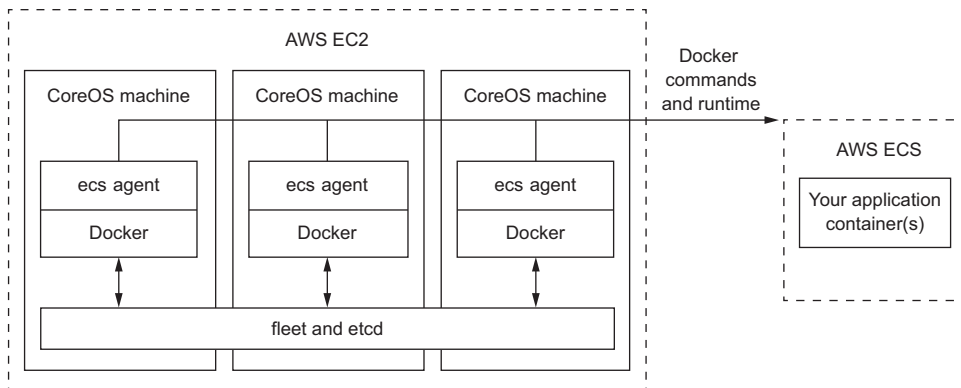 AWS EC2
Docker
commands
and runtime
CoreOS machine
CoreOS machine
CoreOS machine
AWS ECS
ecs agent
ecs agent
ecs agent
Your application
container(s)
Docker
Docker
Docker
fleet and etcd